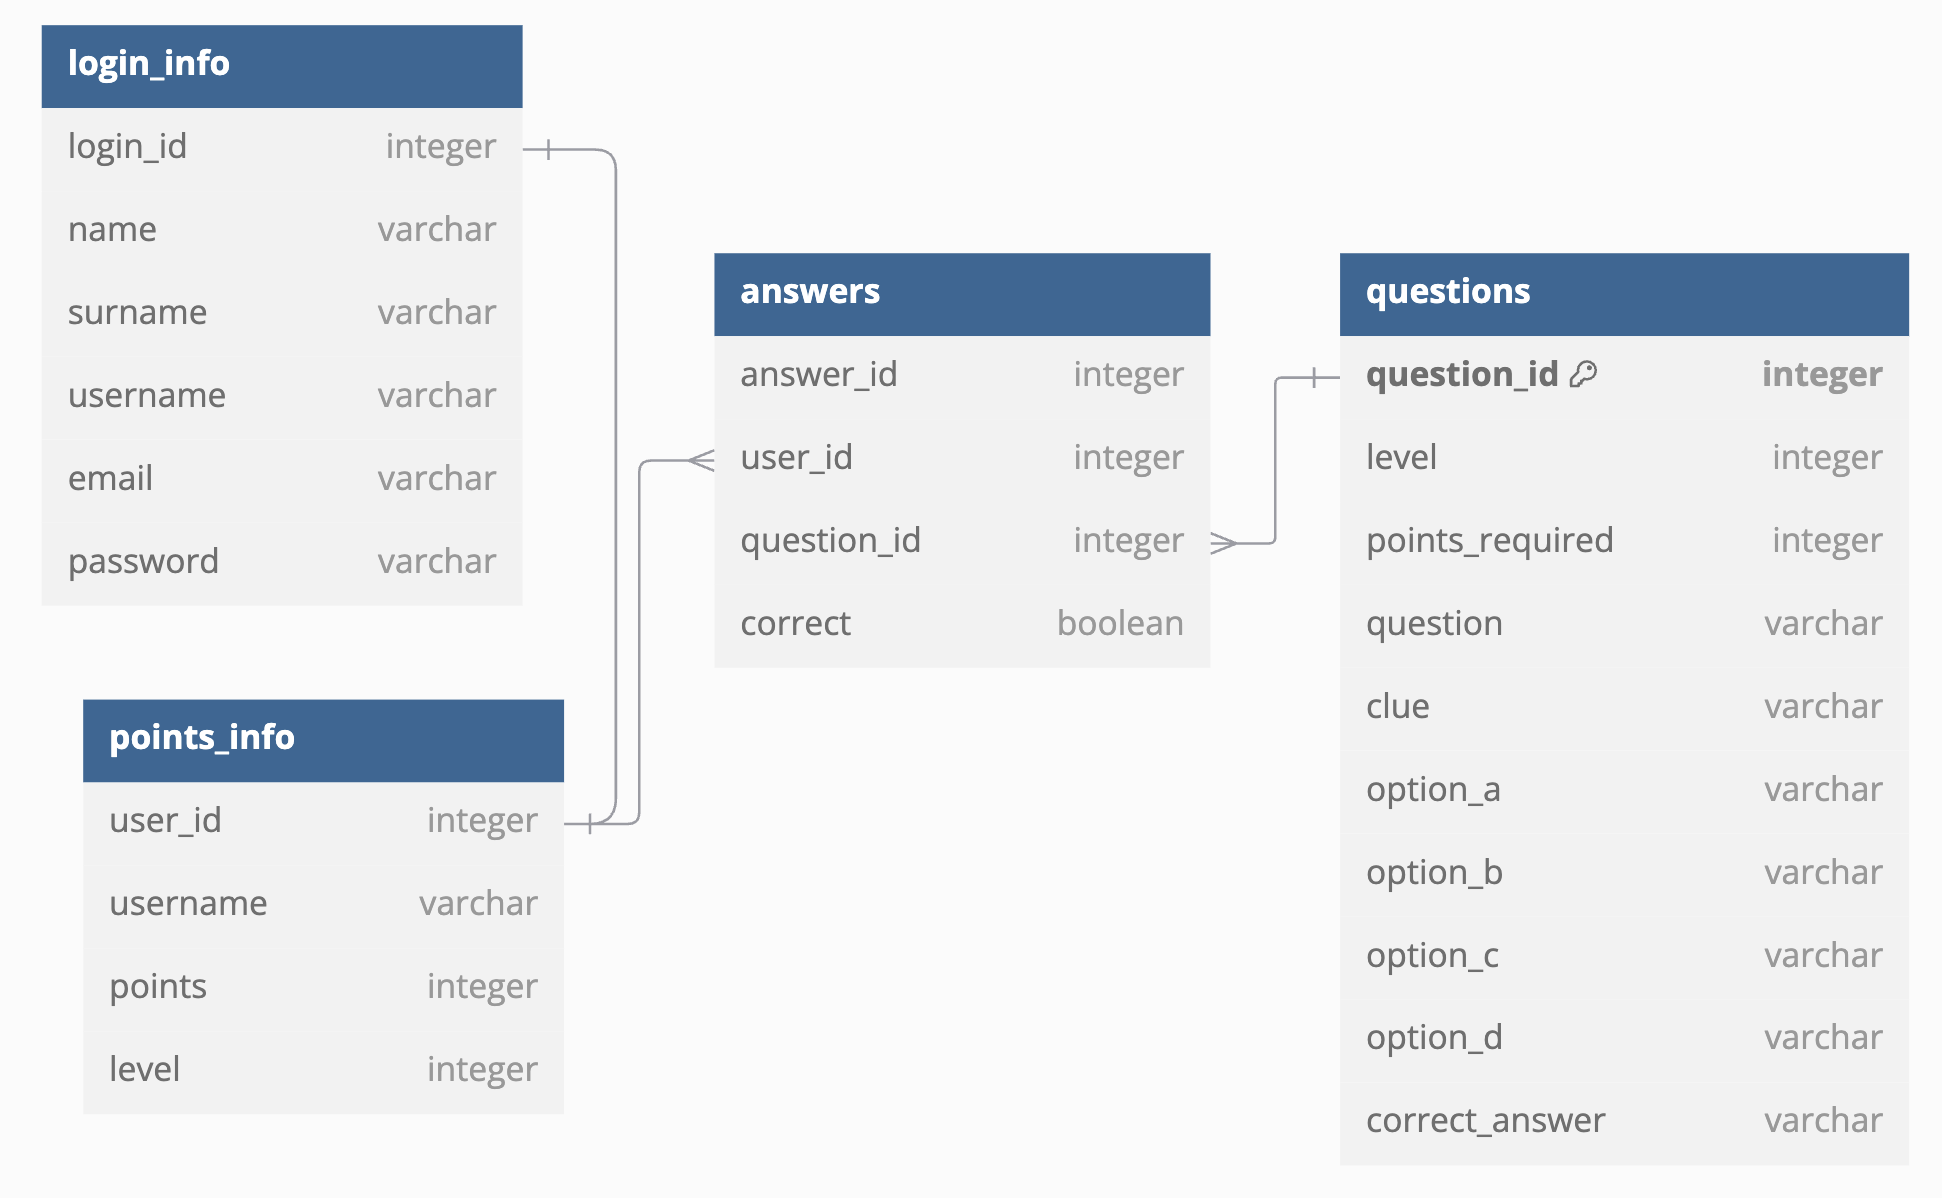 login_info
login_id integer
name varchar
surname varchar
username varchar
email varchar
password varchar
points_info
user_id integer
username varchar
points integer
level integer
answers
answer_id integer
user_id integer
question_id integer
correct boolean
questions
question_id integer
level integer
points_required integer
question varchar
clue varchar
option_a varchar
option_b varchar
option_c varchar
option_d varchar
correct_answer varchar